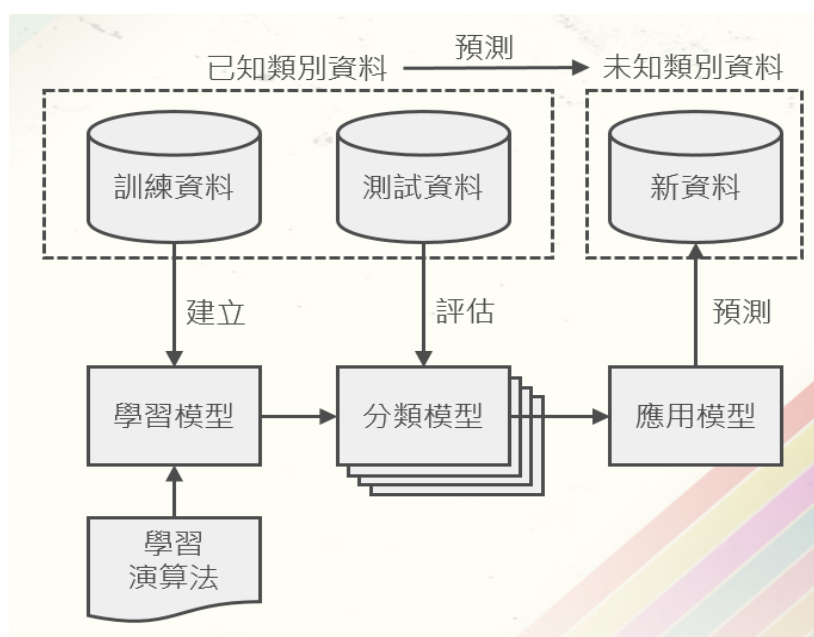 已知類別資料
預測
未知類別資料
訓練資料
測試資料
新資料
建立
評估
預測
學習模型
分類模型
應用模型
學習
演算法